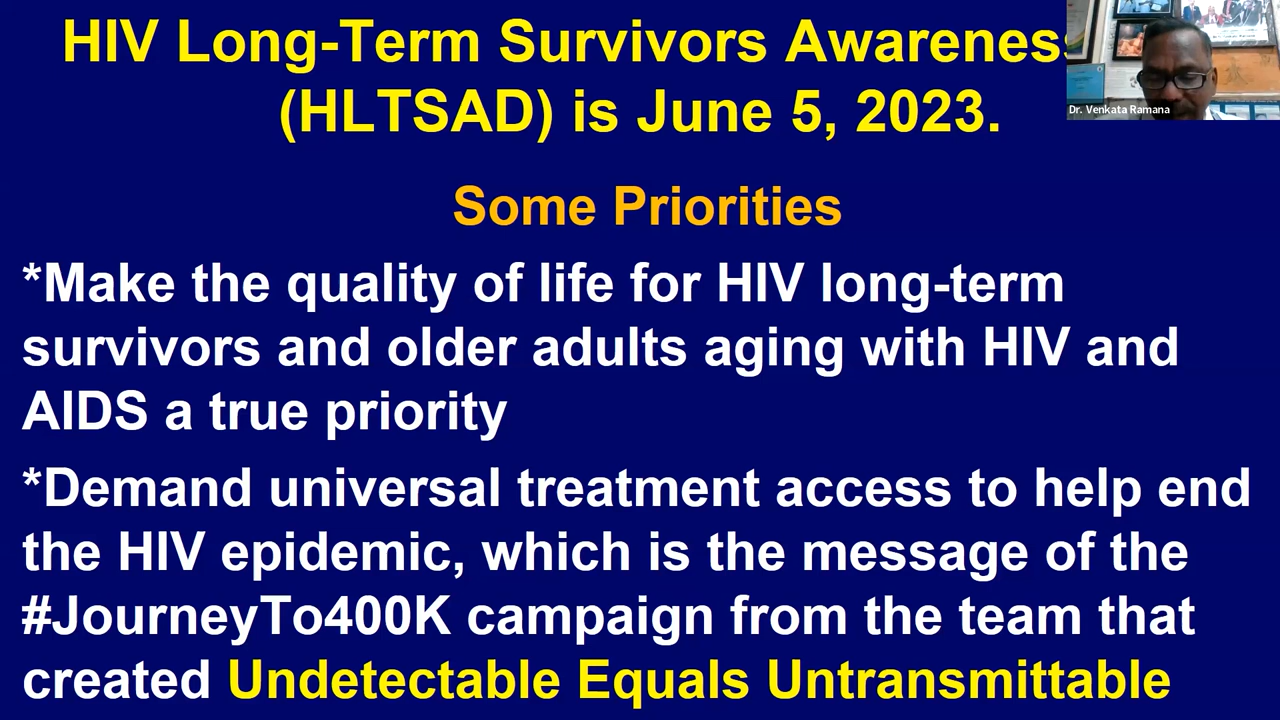 HIV Long-Term Survivors Awareness
(HLTSAD) is June 5, 2023.
Dr. Venkata Ramana
Some Priorities
*Make the quality of life for HIV long-term
survivors and older adults aging with HIV and
AIDS a true priority
*Demand universal treatment access to help end
the HIV epidemic, which is the message of the
#JourneyTo400K campaign from the team that
created Undetectable Equals Untransmittable